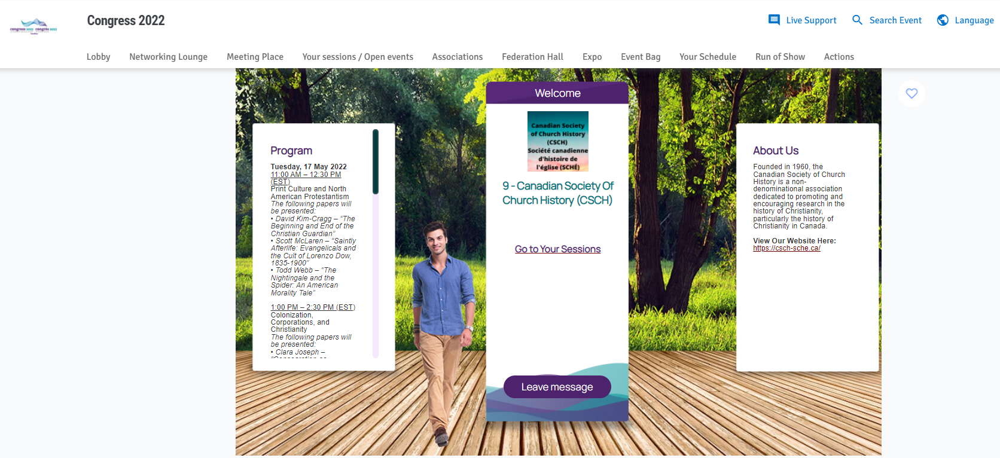 congress 2022 congrès 2022
Congress 2022
Live Support
Search Event
Language
Lobby
Networking Lounge
Meeting Place
Your sessions / Open events
Associations
Federation Hall
Expo
Event Bag
Your Schedule
Run of Show
Actions
Program
Tuesday, 17 May 2022
11:00 AM – 12:30 PM
(EST)
Print Culture and North
American Protestantism
The following papers will
be presented:
• David Kim-Cragg – “The
Beginning and End of the
Christian Guardian”
• Scott McLaren – “Saintly
Afterlife: Evangelicals and
the Cult of Lorenzo Dow,
1835-1900”
• Todd Webb – “The
Nightingale and the
Spider: An American
Morality Tale”
1:00 PM – 2:30 PM (EST)
Colonization,
Corporations, and
Christianity
The following papers will
be presented:
• Clara Joseph –
Welcome
Canadian Society
of Church History
(CSCH)
Société canadienne
d'histoire de
l'église (SCHÉ)
9 - Canadian Society Of
Church History (CSCH)
Go to Your Sessions
Leave message
About Us
Founded in 1960, the
Canadian Society of Church
History is a non-
denominational association
dedicated to promoting and
encouraging research in the
history of Christianity,
particularly the history of
Christianity in Canada.
View Our Website Here:
https://csch-sche.ca/